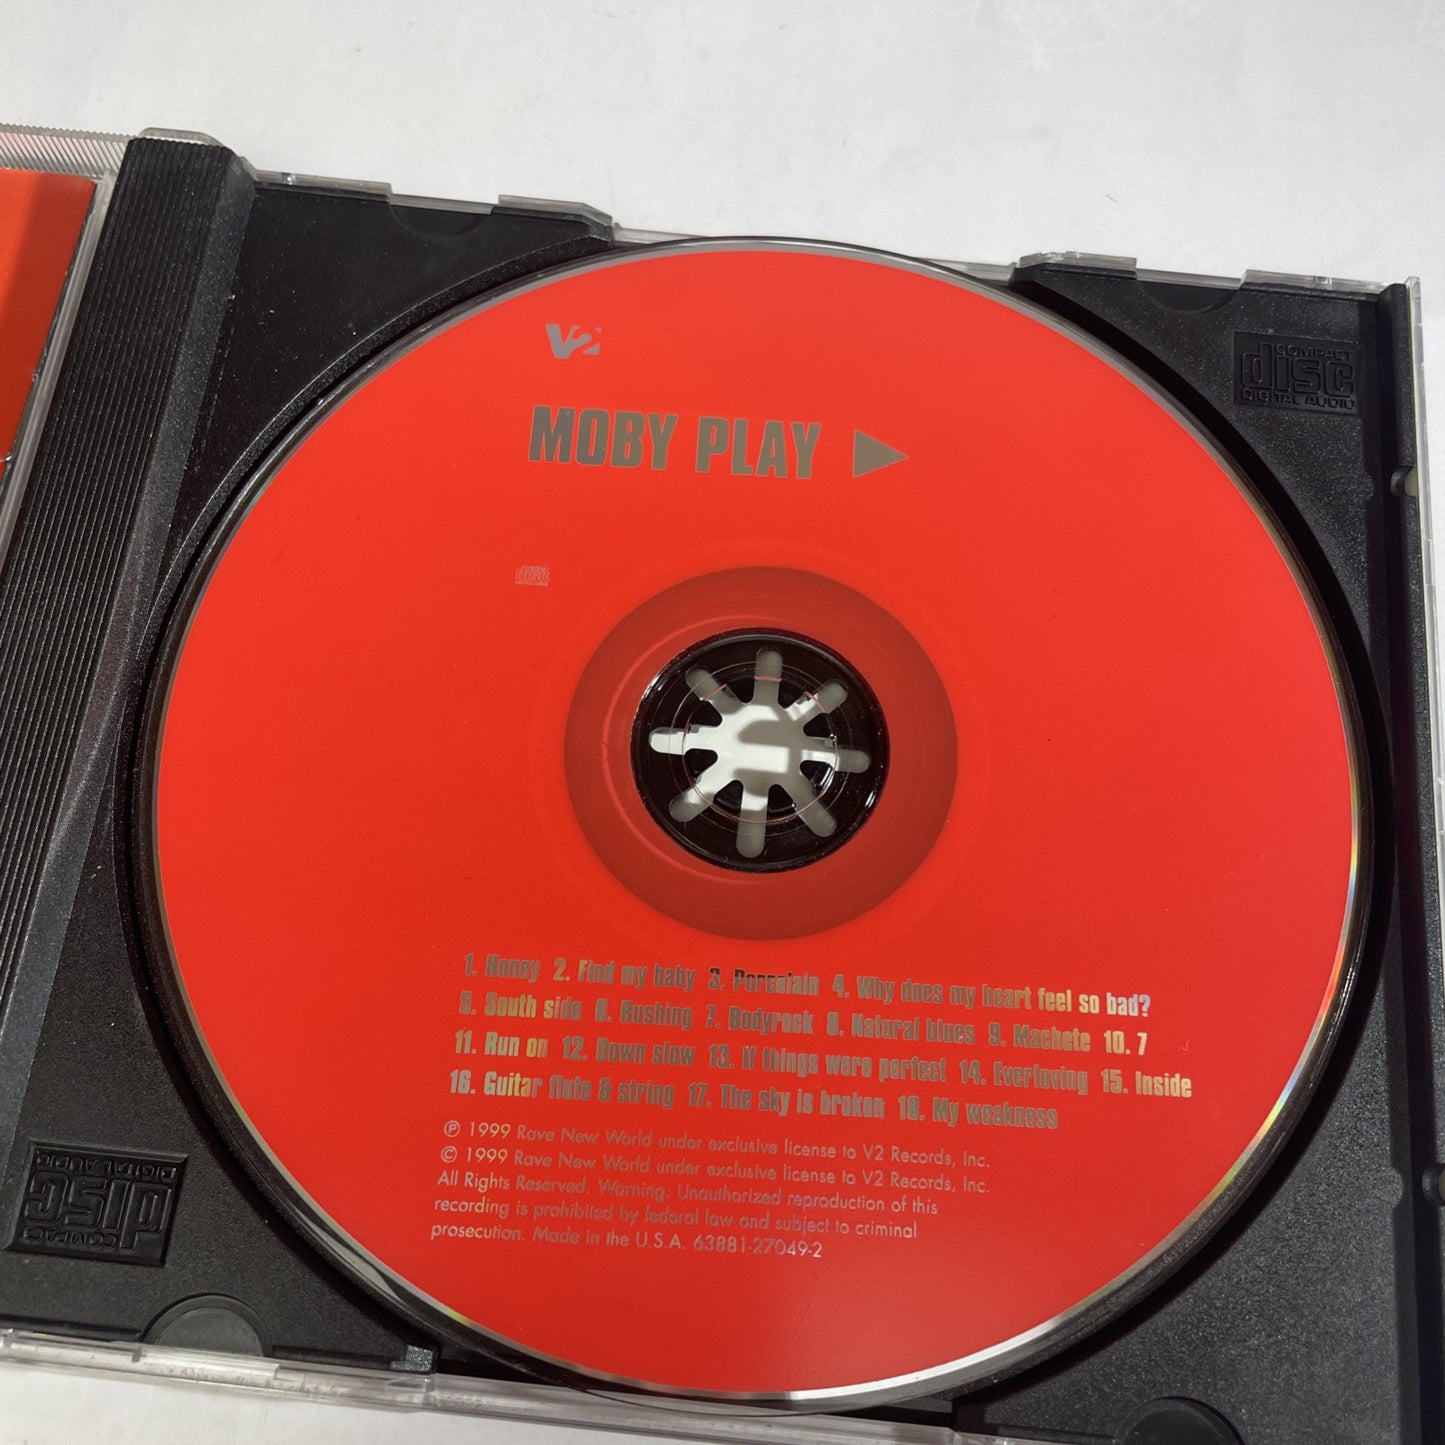 V2
MOBY PLAY
COMPACT
disc
DIGITAL AUDIO
disc
1. Honey 2. Find my baby 3. Porcelain 4. Why does my heart feel so bad?
5. South side 6. Rushing 7. Bodyrock 8. Natural blues 9. Machete 10. 7
11. Run on 12. Down slow 13. If things were perfect 14. Everloving 15. Inside
16. Guitar flute & string 17. The sky is broken 18. My weakness
℗ 1999 Rave New World under exclusive license to V2 Records, Inc.
© 1999 Rave New World under exclusive license to V2 Records, Inc.
All Rights Reserved. Warning: Unauthorized reproduction of this
recording is prohibited by federal law and subject to criminal
prosecution. Made in the U.S.A. 63881-27049-2
COMPACT
disc
DIGITAL AUDIO